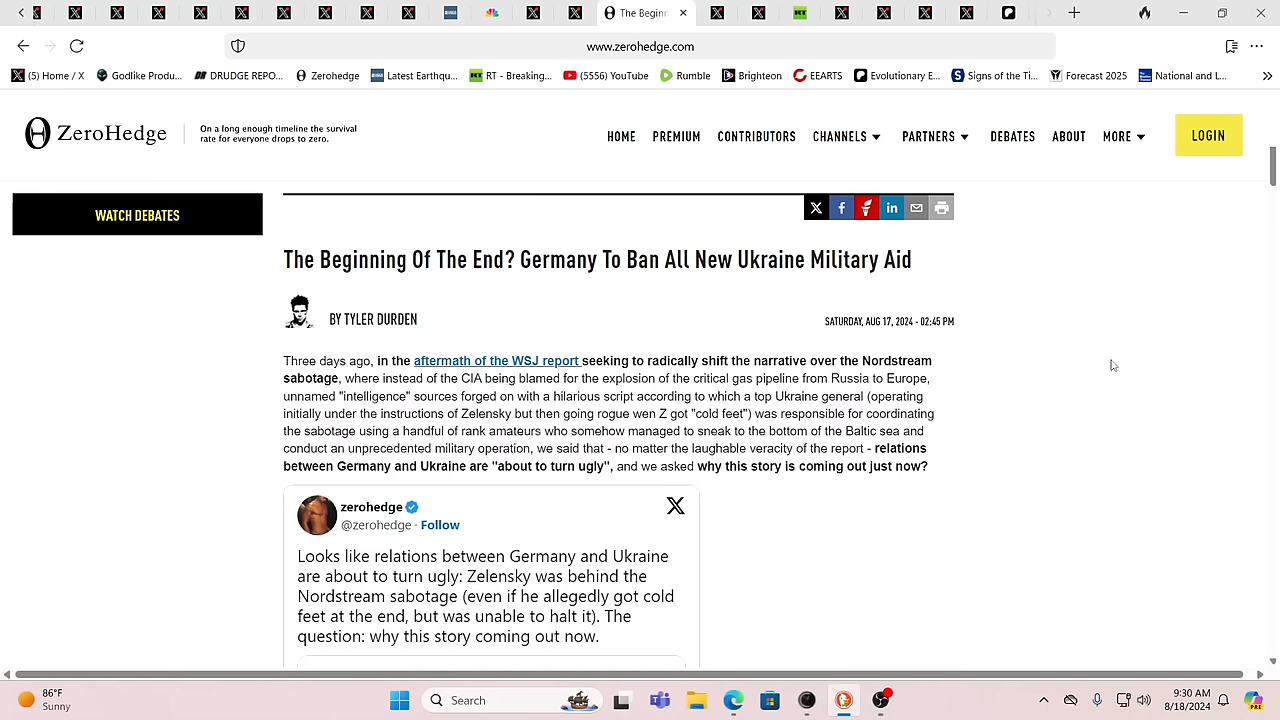 The Beginn
www.zerohedge.com
(5) Home / X
Godlike Produ...
DRUDGE REPO...
Zerohedge
Latest Earthqu...
RT - Breaking...
(5556) YouTube
Rumble
Brighteon
EEARTS
Evolutionary E...
Signs of the Ti...
Forecast 2025
National and L...
ZeroHedge
On a long enough timeline the survival
rate for everyone drops to zero.
HOME
PREMIUM
CONTRIBUTORS
CHANNELS
PARTNERS
DEBATES
ABOUT
MORE
LOGIN
WATCH DEBATES
The Beginning Of The End? Germany To Ban All New Ukraine Military Aid
BY TYLER DURDEN
SATURDAY, AUG 17, 2024 - 02:45 PM
Three days ago, in the aftermath of the WSJ report seeking to radically shift the narrative over the Nordstream
sabotage, where instead of the CIA being blamed for the explosion of the critical gas pipeline from Russia to Europe,
unnamed "intelligence" sources forged on with a hilarious script according to which a top Ukraine general (operating
initially under the instructions of Zelensky but then going rogue wen Z got "cold feet") was responsible for coordinating
the sabotage using a handful of rank amateurs who somehow managed to sneak to the bottom of the Baltic sea and
conduct an unprecedented military operation, we said that - no matter the laughable veracity of the report - relations
between Germany and Ukraine are "about to turn ugly", and we asked why this story is coming out just now?
zerohedge
@zerohedge · Follow
Looks like relations between Germany and Ukraine
are about to turn ugly: Zelensky was behind the
Nordstream sabotage (even if he allegedly got cold
feet at the end, but was unable to halt it). The
question: why this story coming out now.
86°F
Sunny
Search
9:30 AM
8/18/2024